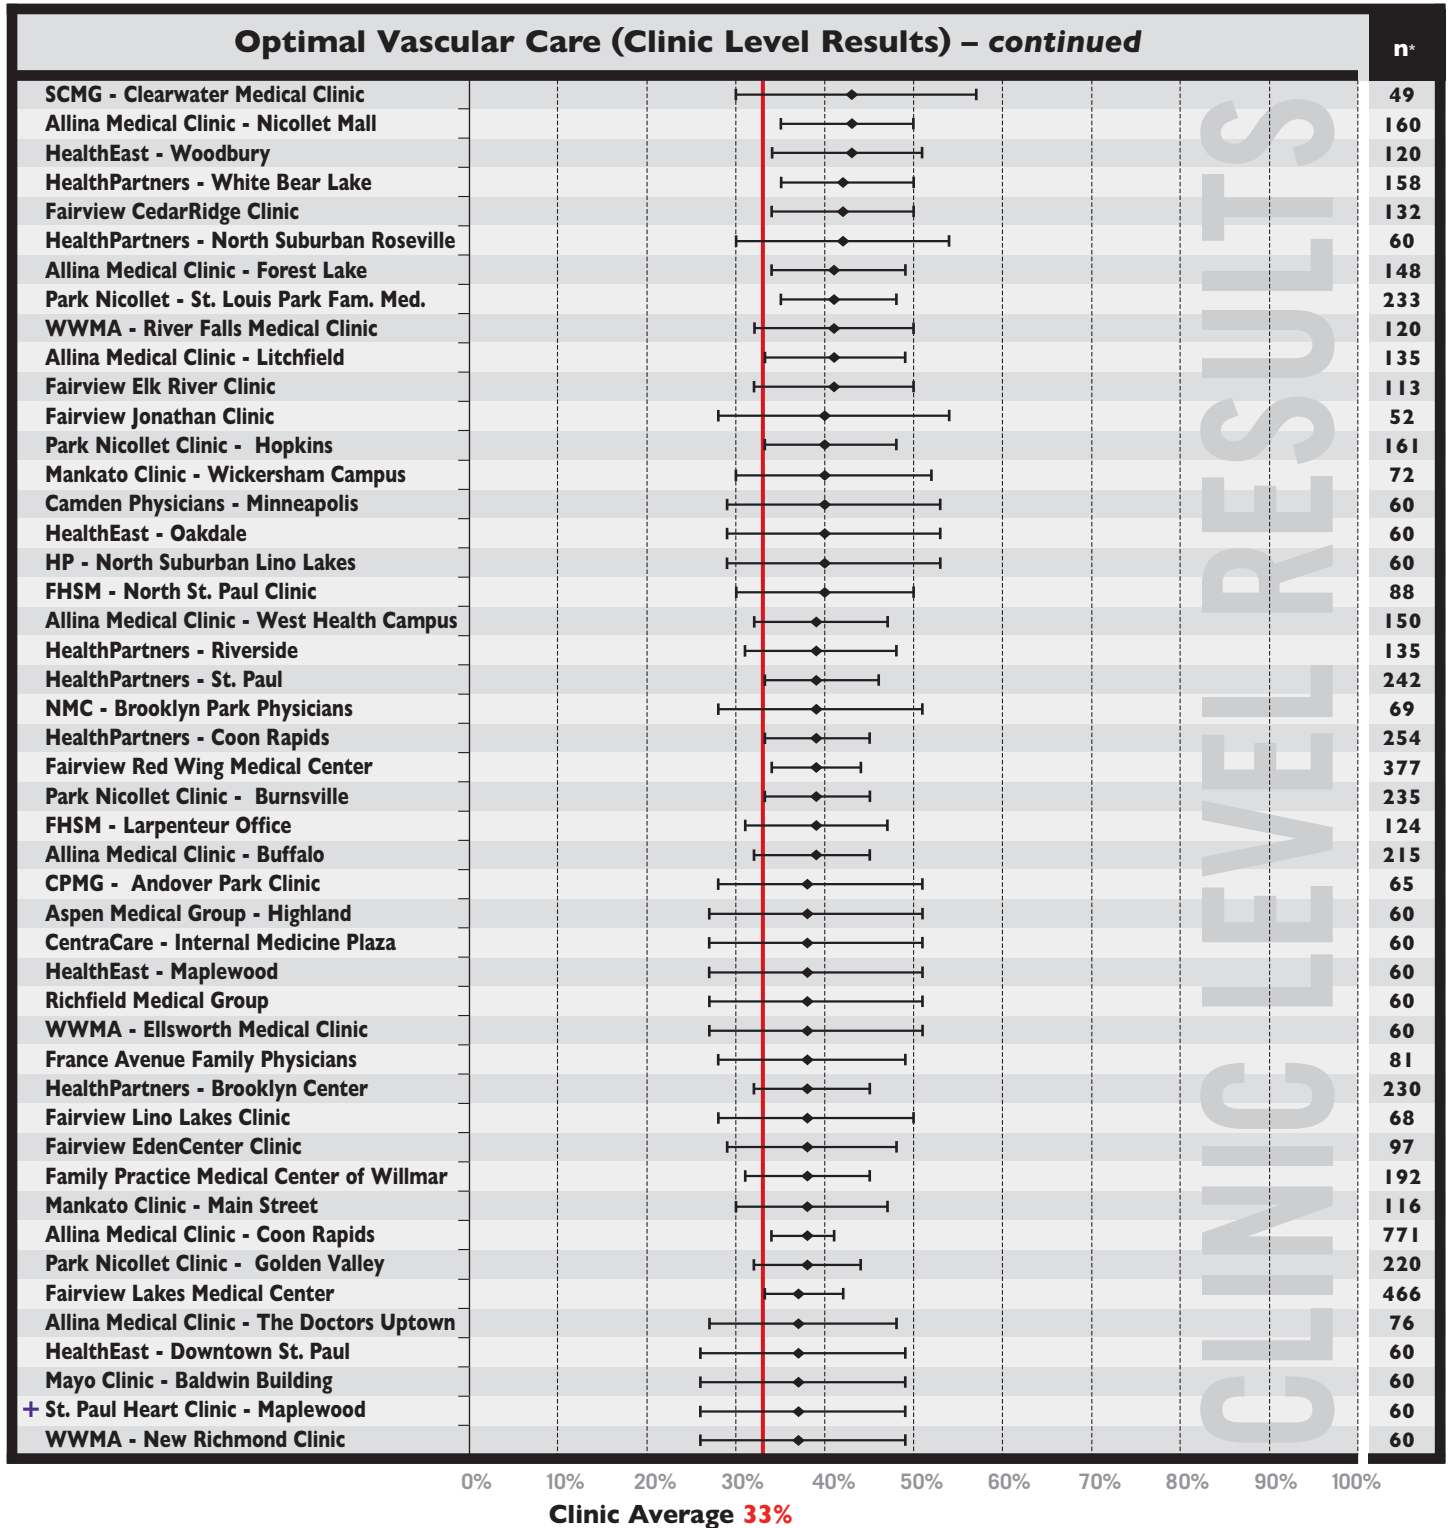 Optimal Vascular Care (Clinic Level Results) – continued n*
SCMG - Clearwater Medical Clinic 49
Allina Medical Clinic - Nicollet Mall 160
HealthEast - Woodbury 120
HealthPartners - White Bear Lake 158
Fairview CedarRidge Clinic 132
HealthPartners - North Suburban Roseville 60
Allina Medical Clinic - Forest Lake 148
Park Nicollet - St. Louis Park Fam. Med. 233
WWMA - River Falls Medical Clinic 120
Allina Medical Clinic - Litchfield 135
Fairview Elk River Clinic 113
Fairview Jonathan Clinic 52
Park Nicollet Clinic - Hopkins 161
Mankato Clinic - Wickersham Campus 72
Camden Physicians - Minneapolis 60
HealthEast - Oakdale 60
HP - North Suburban Lino Lakes 60
FHSM - North St. Paul Clinic 88
Allina Medical Clinic - West Health Campus 150
HealthPartners - Riverside 135
HealthPartners - St. Paul 242
NMC - Brooklyn Park Physicians 69
HealthPartners - Coon Rapids 254
Fairview Red Wing Medical Center 377
Park Nicollet Clinic - Burnsville 235
FHSM - Larpenteur Office 124
Allina Medical Clinic - Buffalo 215
CPMG - Andover Park Clinic 65
Aspen Medical Group - Highland 60
CentraCare - Internal Medicine Plaza 60
HealthEast - Maplewood 60
Richfield Medical Group 60
WWMA - Ellsworth Medical Clinic 60
France Avenue Family Physicians 81
HealthPartners - Brooklyn Center 230
Fairview Lino Lakes Clinic 68
Fairview EdenCenter Clinic 97
Family Practice Medical Center of Willmar 192
Mankato Clinic - Main Street 116
Allina Medical Clinic - Coon Rapids 771
Park Nicollet Clinic - Golden Valley 220
Fairview Lakes Medical Center 466
Allina Medical Clinic - The Doctors Uptown 76
HealthEast - Downtown St. Paul 60
Mayo Clinic - Baldwin Building 60
+ St. Paul Heart Clinic - Maplewood 60
WWMA - New Richmond Clinic 60
CLINIC LEVEL RESULTS
0% 10% 20% 30% 40% 50% 60% 70% 80% 90% 100%
Clinic Average 33%